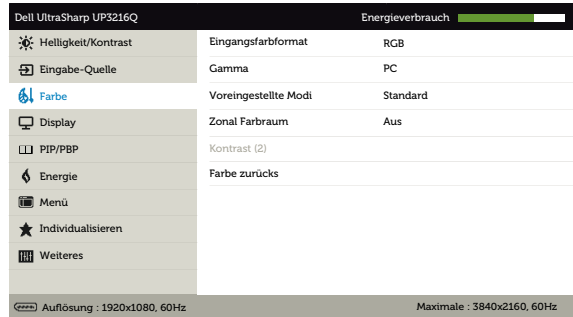 Dell UltraSharp UP3216Q Energieverbrauch
Helligkeit/Kontrast Eingangsfarbformat RGB
Eingabe-Quelle Gamma PC
Farbe Voreingestellte Modi Standard
Display Zonal Farbraum Aus
PIP/PBP Kontrast (2)
Energie Farbe zurücks
Menü
Individualisieren
Weiteres
Auflösung : 1920x1080, 60Hz Maximale : 3840x2160, 60Hz